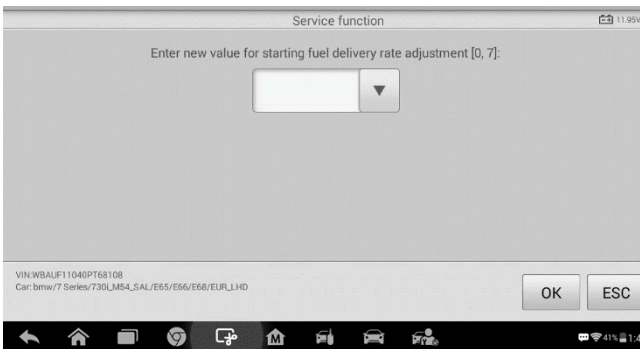 Service function
11.95V
Enter new value for starting fuel delivery rate adjustment [0, 7]:
VIN:WBAUF11040PT68108
Car: bmw/7 Series/730i_M54_SAL/E65/E66/E68/EUR_LHD
OK
ESC
M
41%